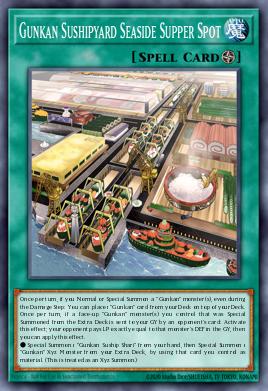 Gunkan Sushipyard Seaside Supper Spot
魔
[Spell Card]
Once per turn, if you Normal or Special Summon a "Gunkan" monster(s), even during
the Damage Step: You can place 1 "Gunkan" card from your Deck on top of your Deck.
Once per turn, if a face-up "Gunkan" monster(s) you control that was Special
Summoned from the Extra Deck is sent to your GY by an opponent's card: Activate
this effect; your opponent pays LP exactly equal to that monster's DEF in the GY, then
you can apply this effect.
● Special Summon 1 "Gunkan Suship Shari" from your hand, then Special Summon 1
"Gunkan" Xyz Monster from your Extra Deck, by using that card you control as
material. (This is treated as an Xyz Summon.)